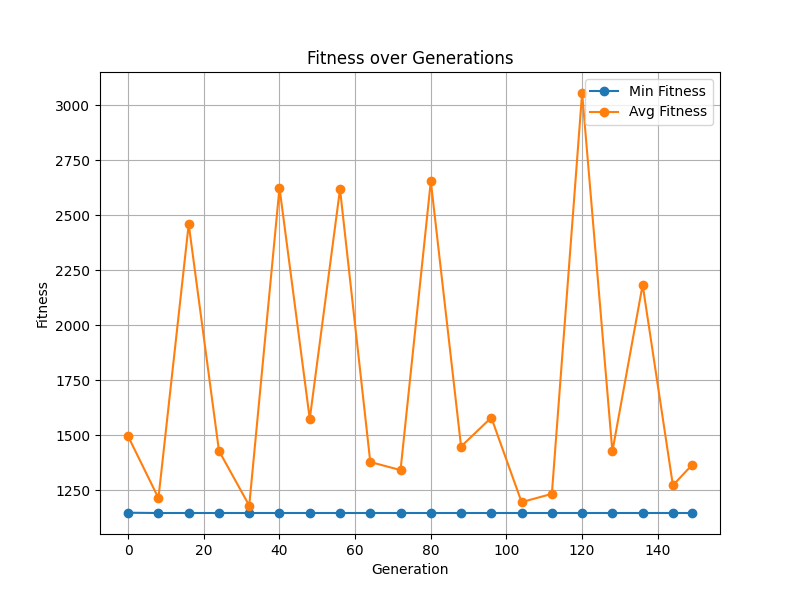 Fitness over Generations
Min Fitness
Avg Fitness
3000
2750
2500
2250
2000
1750
1500
1250
Fitness
0 20 40 60 80 100 120 140
Generation